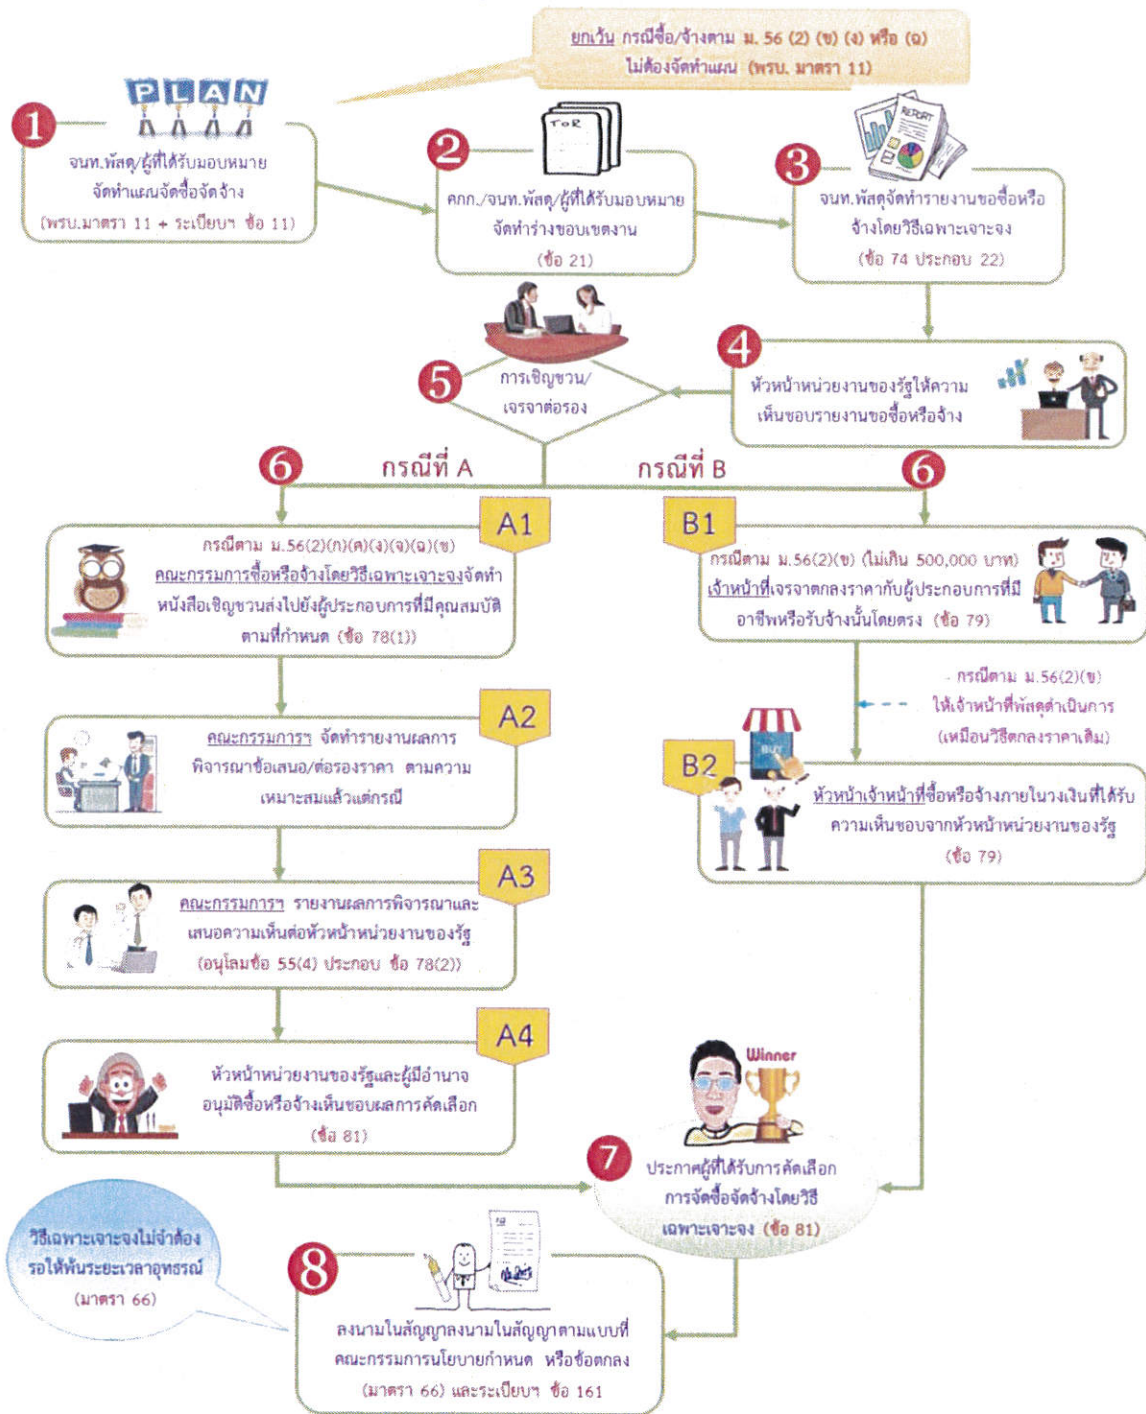 ยกเว้น กรณีซื้อ/จ้างตาม ม. 56 (2) (ข) (ง) หรือ (ฉ)
ไม่ต้องจัดทำแผน (พรบ. มาตรา 11)
PLAN
1
จนท.พัสดุ/ผู้ที่ได้รับมอบหมาย
จัดทำแผนจัดซื้อจัดจ้าง
(พรบ.มาตรา 11 + ระเบียบฯ ข้อ 11)
TOR
2
คกก./จนท.พัสดุ/ผู้ที่ได้รับมอบหมาย
จัดทำร่างขอบเขตงาน
(ข้อ 21)
REPORT
3
จนท.พัสดุจัดทำรายงานขอซื้อหรือ
จ้างโดยวิธีเฉพาะเจาะจง
(ข้อ 74 ประกอบ 22)
4
หัวหน้าหน่วยงานของรัฐให้ความ
เห็นชอบรายงานขอซื้อหรือจ้าง
5
การเชิญชวน/
เจรจาต่อรอง
6 กรณีที่ A
กรณีที่ B 6
A1
กรณีตาม ม.56(2)(ก)(ค)(ง)(จ)(ฉ)(ช)
คณะกรรมการซื้อหรือจ้างโดยวิธีเฉพาะเจาะจงจัดทำ
หนังสือเชิญชวนส่งไปยังผู้ประกอบการที่มีคุณสมบัติ
ตามที่กำหนด (ข้อ 78(1))
B1
กรณีตาม ม.56(2)(ข) (ไม่เกิน 500,000 บาท)
เจ้าหน้าที่เจรจาตกลงราคากับผู้ประกอบการที่มี
อาชีพหรือรับจ้างนั้นโดยตรง (ข้อ 79)
- กรณีตาม ม.56(2)(ข)
ให้เจ้าหน้าที่พัสดุดำเนินการ
(เหมือนวิธีตกลงราคาเดิม)
A2
คณะกรรมการฯ จัดทำรายงานผลการ
พิจารณาข้อเสนอ/ต่อรองราคา ตามความ
เหมาะสมแล้วแต่กรณี
BUY
B2
หัวหน้าเจ้าหน้าที่ซื้อหรือจ้างภายในวงเงินที่ได้รับ
ความเห็นชอบจากหัวหน้าหน่วยงานของรัฐ
(ข้อ 79)
A3
คณะกรรมการฯ รายงานผลการพิจารณาและ
เสนอความเห็นต่อหัวหน้าหน่วยงานของรัฐ
(อนุโลมข้อ 55(4) ประกอบ ข้อ 78(2))
A4
หัวหน้าหน่วยงานของรัฐและผู้มีอำนาจ
อนุมัติซื้อหรือจ้างเห็นชอบผลการคัดเลือก
(ข้อ 81)
Winner
7
ประกาศผู้ที่ได้รับการคัดเลือก
การจัดซื้อจัดจ้างโดยวิธี
เฉพาะเจาะจง (ข้อ 81)
วิธีเฉพาะเจาะจงไม่จำต้อง
รอให้พ้นระยะเวลาอุทธรณ์
(มาตรา 66)
8
ลงนามในสัญญาลงนามในสัญญาตามแบบที่
คณะกรรมการนโยบายกำหนด หรือข้อตกลง
(มาตรา 66) และระเบียบฯ ข้อ 161